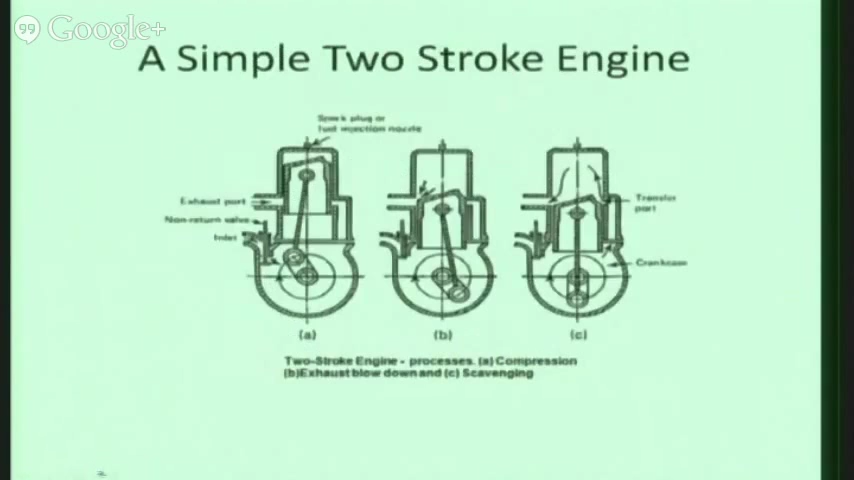 Google+
A Simple Two Stroke Engine
Spark plug or
fuel injection nozzle
Exhaust port
Non-return valve
Inlet
Transfer
port
Crankcase
(a)
(b)
(c)
Two-Stroke Engine - processes. (a) Compression
(b)Exhaust blow down and (c) Scavenging